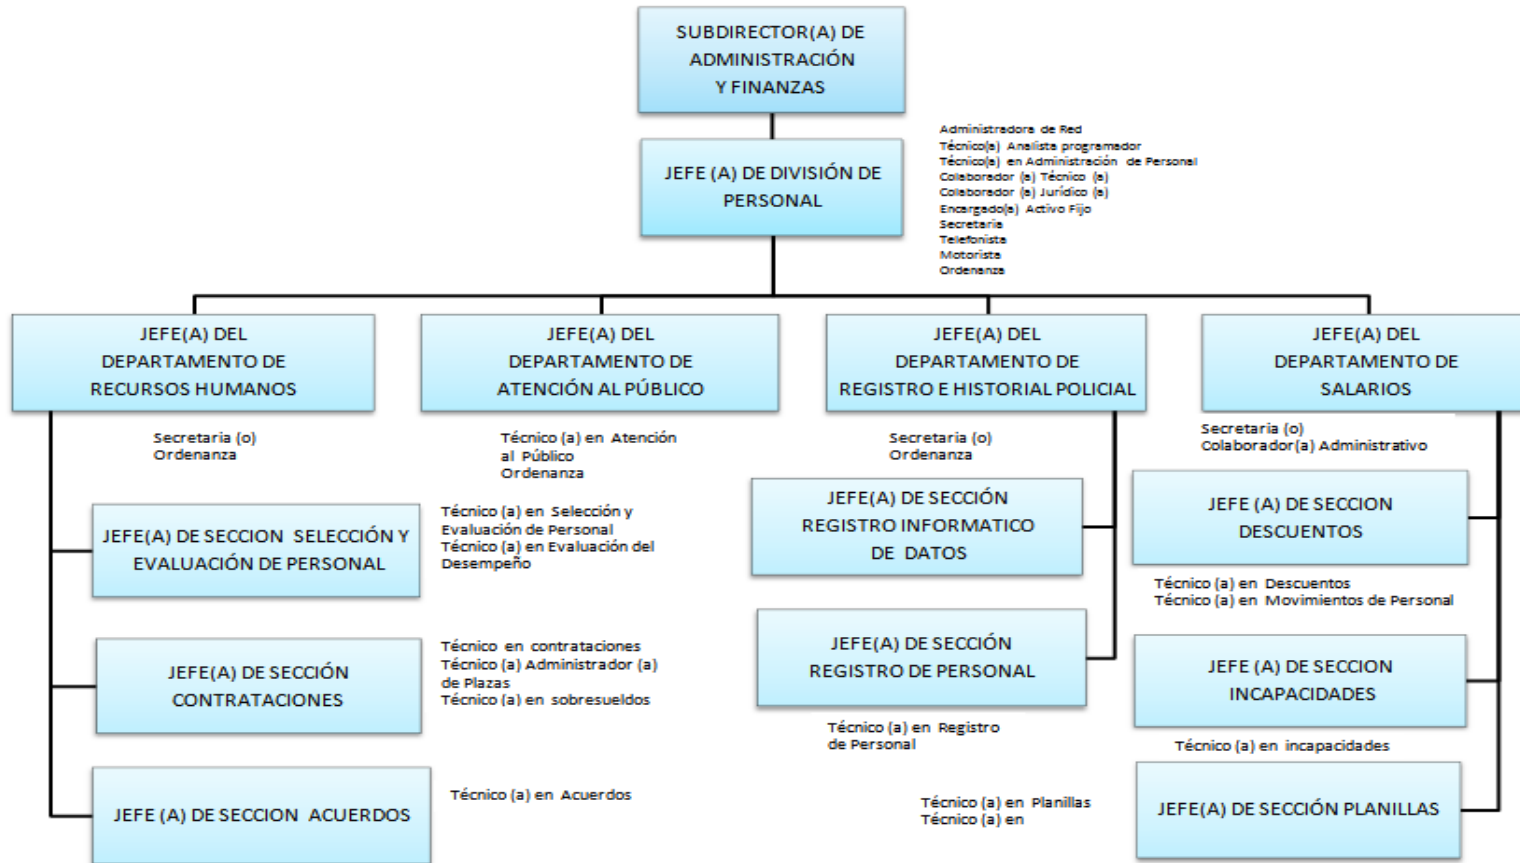 SUBDIRECTOR(A) DE
ADMINISTRACIÓN
Y FINANZAS
JEFE (A) DE DIVISIÓN DE
PERSONAL
Administradora de Red
Técnico(a) Analista programador
Técnico(a) en Administración de Personal
Colaborador (a) Técnico (a)
Colaborador (a) Jurídico (a)
Encargado(a) Activo Fijo
Secretaria
Telefonista
Motorista
Ordenanza
JEFE(A) DEL
DEPARTAMENTO DE
RECURSOS HUMANOS
Secretaria (o)
Ordenanza
JEFE(A) DE SECCION SELECCIÓN Y
EVALUACIÓN DE PERSONAL
Técnico (a) en Selección y
Evaluación de Personal
Técnico (a) en Evaluación del
Desempeño
JEFE(A) DE SECCIÓN
CONTRATACIONES
Técnico en contrataciones
Técnico (a) Administrador (a)
de Plazas
Técnico (a) en sobresueldos
JEFE (A) DE SECCION ACUERDOS
Técnico (a) en Acuerdos
JEFE(A) DEL
DEPARTAMENTO DE
ATENCIÓN AL PÚBLICO
Técnico (a) en Atención
al Público
Ordenanza
JEFE(A) DEL
DEPARTAMENTO DE
REGISTRO E HISTORIAL POLICIAL
Secretaria (o)
Ordenanza
JEFE(A) DE SECCIÓN
REGISTRO INFORMATICO
DE DATOS
JEFE(A) DE SECCIÓN
REGISTRO DE PERSONAL
Técnico (a) en Registro
de Personal
JEFE(A) DEL
DEPARTAMENTO DE
SALARIOS
Secretaria (o)
Colaborador(a) Administrativo
JEFE (A) DE SECCION
DESCUENTOS
Técnico (a) en Descuentos
Técnico (a) en Movimientos de Personal
JEFE (A) DE SECCION
INCAPACIDADES
Técnico (a) en incapacidades
JEFE(A) DE SECCIÓN PLANILLAS
Técnico (a) en Planillas
Técnico (a) en